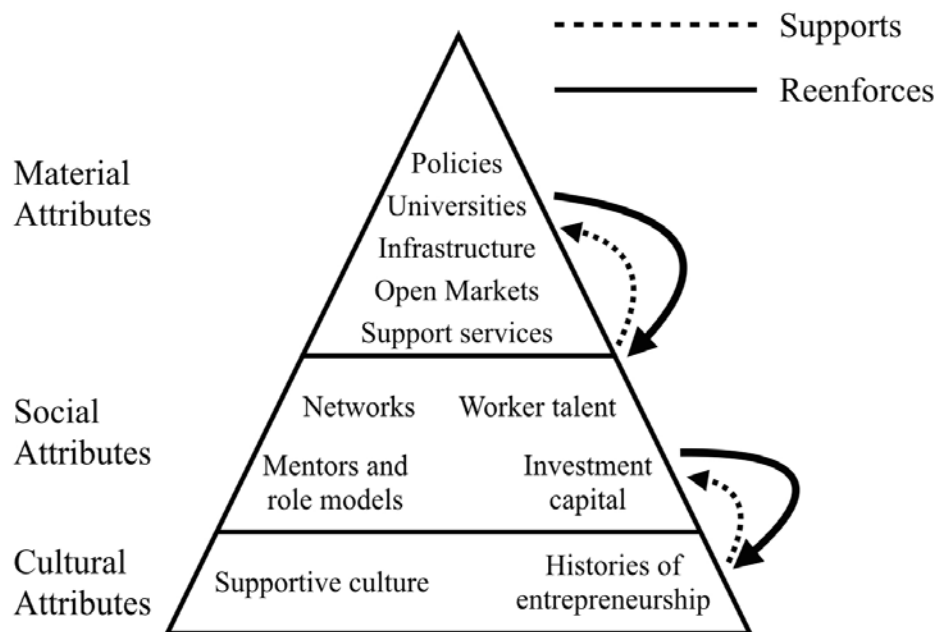 Supports
Reenforces
Material
Attributes
Policies
Universities
Infrastructure
Open Markets
Support services
Social
Attributes
Networks
Worker talent
Mentors and
role models
Investment
capital
Cultural
Attributes
Supportive culture
Histories of
entrepreneurship